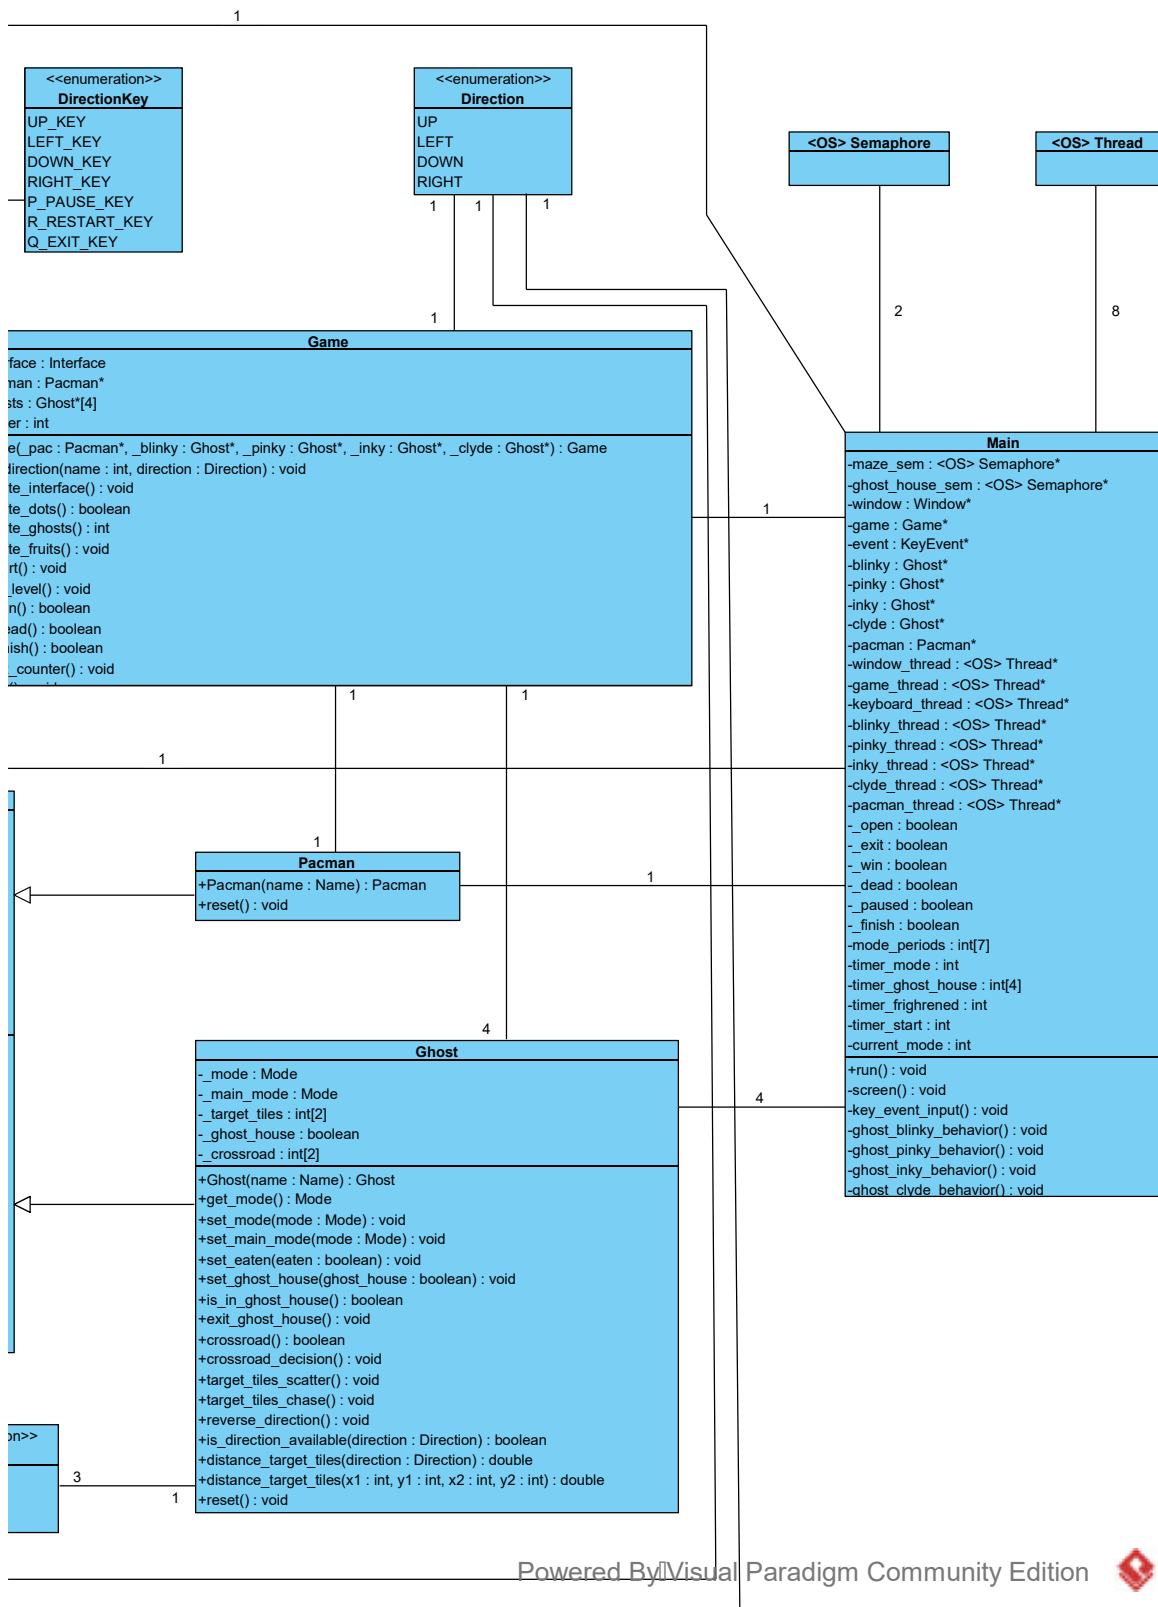 1
<<enumeration>>
DirectionKey
UP_KEY
LEFT_KEY
DOWN_KEY
RIGHT_KEY
P_PAUSE_KEY
R_RESTART_KEY
Q_EXIT_KEY
<<enumeration>>
Direction
UP
LEFT
DOWN
RIGHT
1
1
1
1
<OS> Semaphore
<OS> Thread
2
8
Game
rface : Interface
man : Pacman*
sts : Ghost*[4]
er : int
e(_pac : Pacman*, _blinky : Ghost*, _pinky : Ghost*, _inky : Ghost*, _clyde : Ghost*) : Game
direction(name : int, direction : Direction) : void
te_interface() : void
te_dots() : boolean
te_ghosts() : int
te_fruits() : void
rt() : void
_level() : void
n() : boolean
ead() : boolean
ish() : boolean
_counter() : void
1
1
1
Main
-maze_sem : <OS> Semaphore*
-ghost_house_sem : <OS> Semaphore*
-window : Window*
-game : Game*
-event : KeyEvent*
-blinky : Ghost*
-pinky : Ghost*
-inky : Ghost*
-clyde : Ghost*
-pacman : Pacman*
-window_thread : <OS> Thread*
-game_thread : <OS> Thread*
-keyboard_thread : <OS> Thread*
-blinky_thread : <OS> Thread*
-pinky_thread : <OS> Thread*
-inky_thread : <OS> Thread*
-clyde_thread : <OS> Thread*
-pacman_thread : <OS> Thread*
-_open : boolean
-_exit : boolean
-_win : boolean
-_dead : boolean
-_paused : boolean
-_finish : boolean
-mode_periods : int[7]
-timer_mode : int
-timer_ghost_house : int[4]
-timer_frighrened : int
-timer_start : int
-current_mode : int
+run() : void
-screen() : void
-key_event_input() : void
-ghost_blinky_behavior() : void
-ghost_pinky_behavior() : void
-ghost_inky_behavior() : void
-ghost_clyde_behavior() : void
1
1
Pacman
+Pacman(name : Name) : Pacman
+reset() : void
1
4
Ghost
-_mode : Mode
-_main_mode : Mode
-_target_tiles : int[2]
-_ghost_house : boolean
-_crossroad : int[2]
+Ghost(name : Name) : Ghost
+get_mode() : Mode
+set_mode(mode : Mode) : void
+set_main_mode(mode : Mode) : void
+set_eaten(eaten : boolean) : void
+set_ghost_house(ghost_house : boolean) : void
+is_in_ghost_house() : boolean
+exit_ghost_house() : void
+crossroad() : boolean
+crossroad_decision() : void
+target_tiles_scatter() : void
+target_tiles_chase() : void
+reverse_direction() : void
+is_direction_available(direction : Direction) : boolean
+distance_target_tiles(direction : Direction) : double
+distance_target_tiles(x1 : int, y1 : int, x2 : int, y2 : int) : double
+reset() : void
4
on>>
3
1
Powered By Visual Paradigm Community Edition